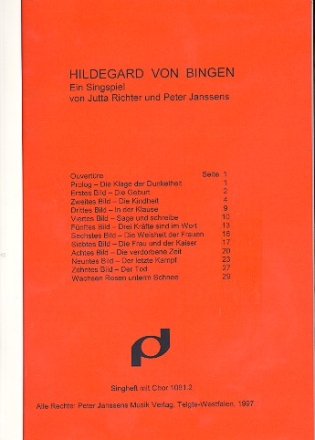 HILDEGARD VON BINGEN
Ein Singspiel
von Jutta Richter und Peter Janssens
Ouvertüre Seite 1
Prolog – Die Klage der Dunkelheit 1
Erstes Bild – Die Geburt 2
Zweites Bild – Die Kindheit 4
Drittes Bild – In der Klause 9
Viertes Bild – Sage und schreibe 10
Fünftes Bild – Drei Kräfte sind im Wort 13
Sechstes Bild – Die Weisheit der Frauen 16
Siebtes Bild – Die Frau und der Kaiser 17
Achtes Bild – Die verdorbene Zeit 20
Neuntes Bild – Der letzte Kampf 23
Zehntes Bild – Der Tod 27
Wachsen Rosen unterm Schnee 29
Singheft mit Chor 1091.2
Alle Rechte: Peter Janssens Musik Verlag, Telgte-Westfalen, 1997